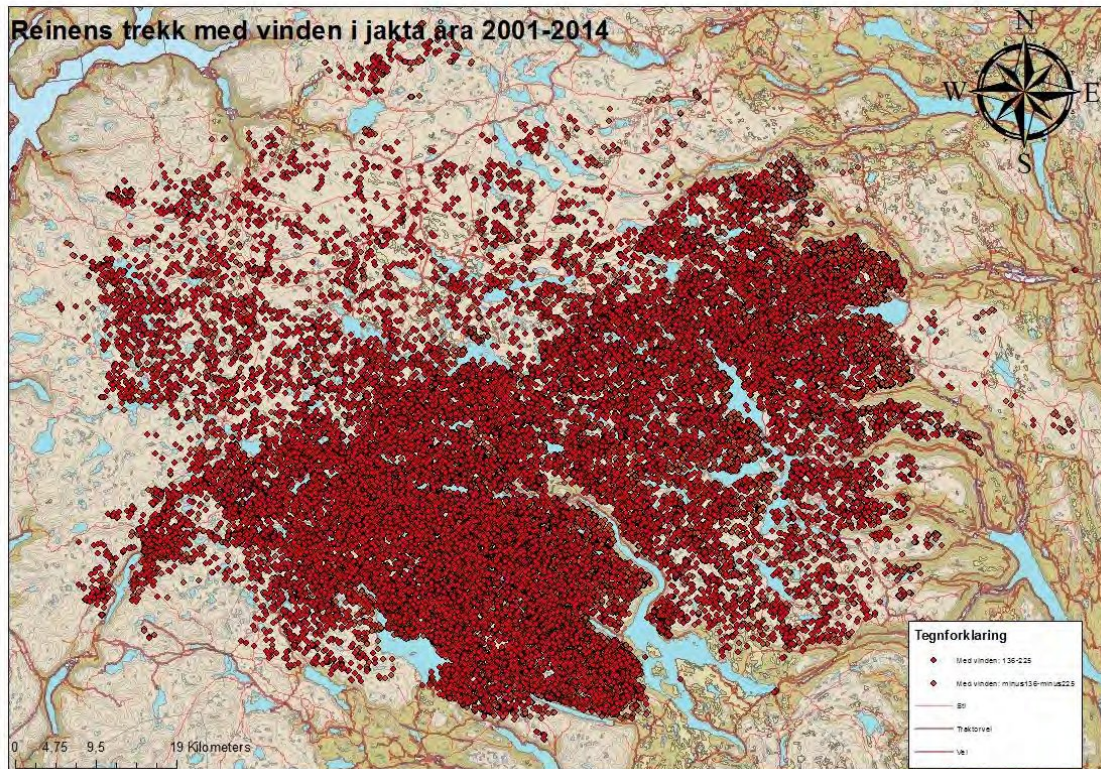 Reinens trekk med vinden i jakta åra 2001-2014
N
W E
S
Tegnforklaring
Med vinden: 136-225
Med vinden: minus136-minus225
Sti
Traktorvei
Vei
0 4.75 9.5 19 Kilometers